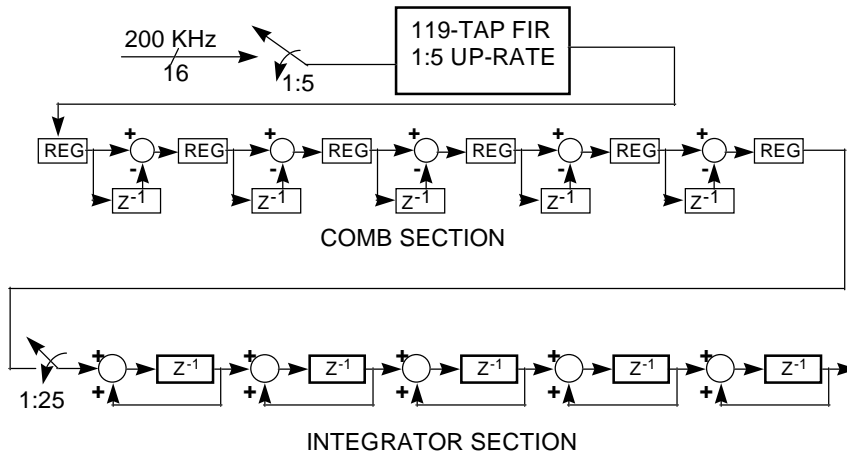 200 KHz
16
1:5
119-TAP FIR
1:5 UP-RATE
REG + - REG + - REG + - REG + - REG + - REG
Z-1 Z-1 Z-1 Z-1 Z-1
COMB SECTION
+ Z-1 + Z-1 + Z-1 + Z-1 + Z-1
+ + + + +
1:25
INTEGRATOR SECTION